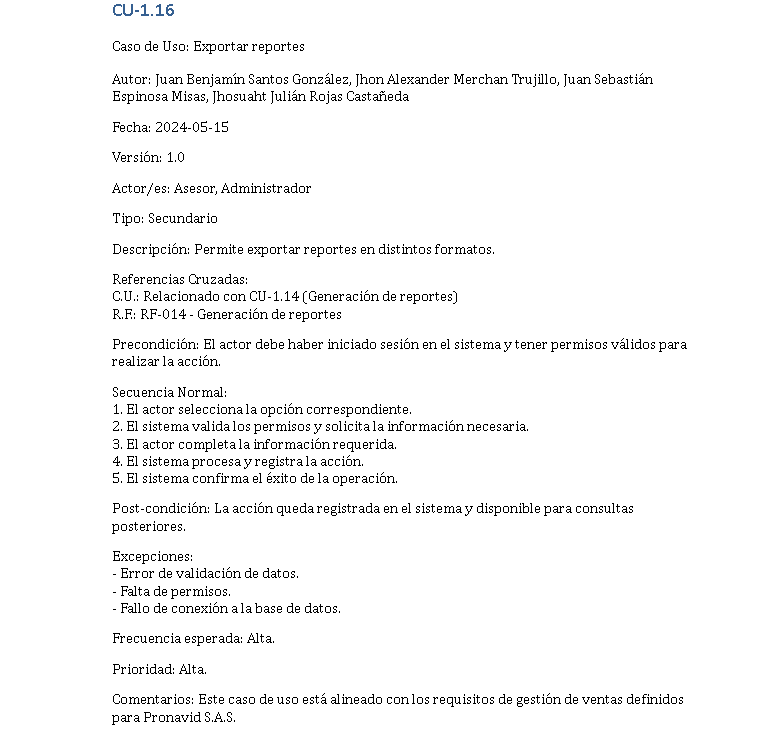 CU-1.16
Caso de Uso: Exportar reportes
Autor: Juan Benjamín Santos González, Jhon Alexander Merchan Trujillo, Juan Sebastián
Espinosa Misas, Jhosuaht Julián Rojas Castañeda
Fecha: 2024-05-15
Versión: 1.0
Actor/es: Asesor, Administrador
Tipo: Secundario
Descripción: Permite exportar reportes en distintos formatos.
Referencias Cruzadas:
C.U.: Relacionado con CU-1.14 (Generación de reportes)
R.F.: RF-014 - Generación de reportes
Precondición: El actor debe haber iniciado sesión en el sistema y tener permisos válidos para
realizar la acción.
Secuencia Normal:
1. El actor selecciona la opción correspondiente.
2. El sistema valida los permisos y solicita la información necesaria.
3. El actor completa la información requerida.
4. El sistema procesa y registra la acción.
5. El sistema confirma el éxito de la operación.
Post-condición: La acción queda registrada en el sistema y disponible para consultas
posteriores.
Excepciones:
- Error de validación de datos.
- Falta de permisos.
- Fallo de conexión a la base de datos.
Frecuencia esperada: Alta.
Prioridad: Alta.
Comentarios: Este caso de uso está alineado con los requisitos de gestión de ventas definidos
para Pronavid S.A.S.